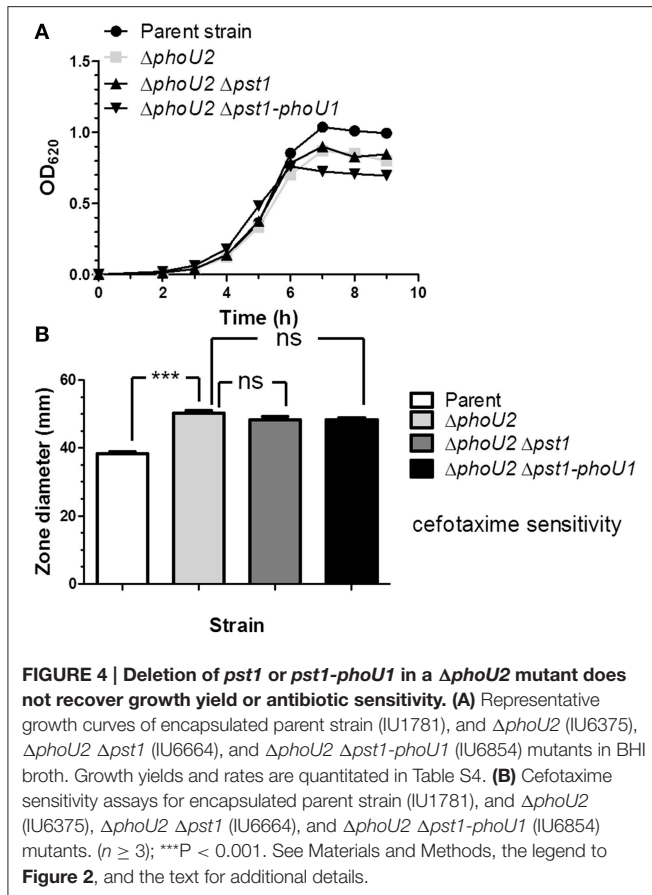 A
Parent strain
ΔphoU2
ΔphoU2 Δpst1
ΔphoU2 Δpst1-phoU1
1.5
1.0
0.5
0.0
OD620
0 2 4 6 8 10
Time (h)
B
ns
***
ns
60
40
20
0
Zone diameter (mm)
Strain
Parent
ΔphoU2
ΔphoU2 Δpst1
ΔphoU2 Δpst1-phoU1
cefotaxime sensitivity
FIGURE 4 | Deletion of pst1 or pst1-phoU1 in a ΔphoU2 mutant does
not recover growth yield or antibiotic sensitivity. (A) Representative
growth curves of encapsulated parent strain (IU1781), and ΔphoU2 (IU6375),
ΔphoU2 Δpst1 (IU6664), and ΔphoU2 Δpst1-phoU1 (IU6854) mutants in BHI
broth. Growth yields and rates are quantitated in Table S4. (B) Cefotaxime
sensitivity assays for encapsulated parent strain (IU1781), and ΔphoU2
(IU6375), ΔphoU2 Δpst1 (IU6664), and ΔphoU2 Δpst1-phoU1 (IU6854)
mutants. (n ≥ 3); ***P < 0.001. See Materials and Methods, the legend to
Figure 2, and the text for additional details.